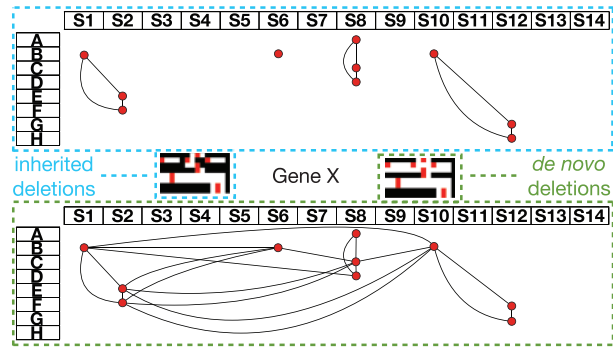 S1 S2 S3 S4 S5 S6 S7 S8 S9 S10 S11 S12 S13 S14
A
B
C
D
E
F
G
H
inherited deletions
Gene X
de novo deletions
S1 S2 S3 S4 S5 S6 S7 S8 S9 S10 S11 S12 S13 S14
A
B
C
D
E
F
G
H